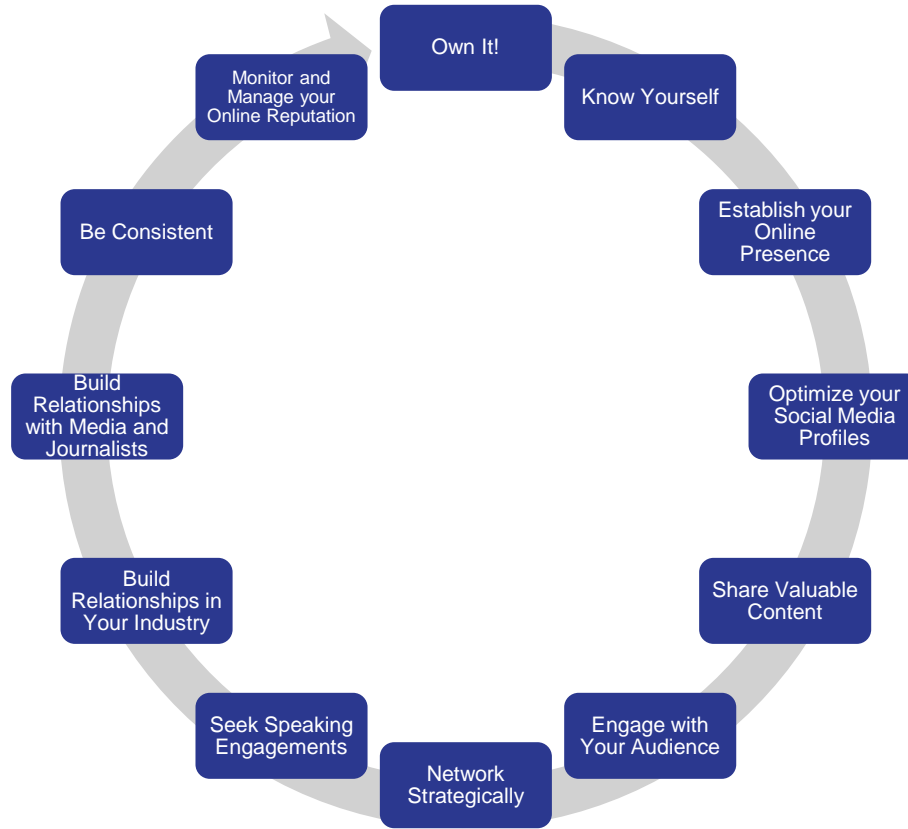 Own It!
Know Yourself
Establish your
Online
Presence
Optimize your
Social Media
Profiles
Share Valuable
Content
Engage with
Your Audience
Network
Strategically
Seek Speaking
Engagements
Build
Relationships in
Your Industry
Build
Relationships
with Media and
Journalists
Be Consistent
Monitor and
Manage your
Online Reputation